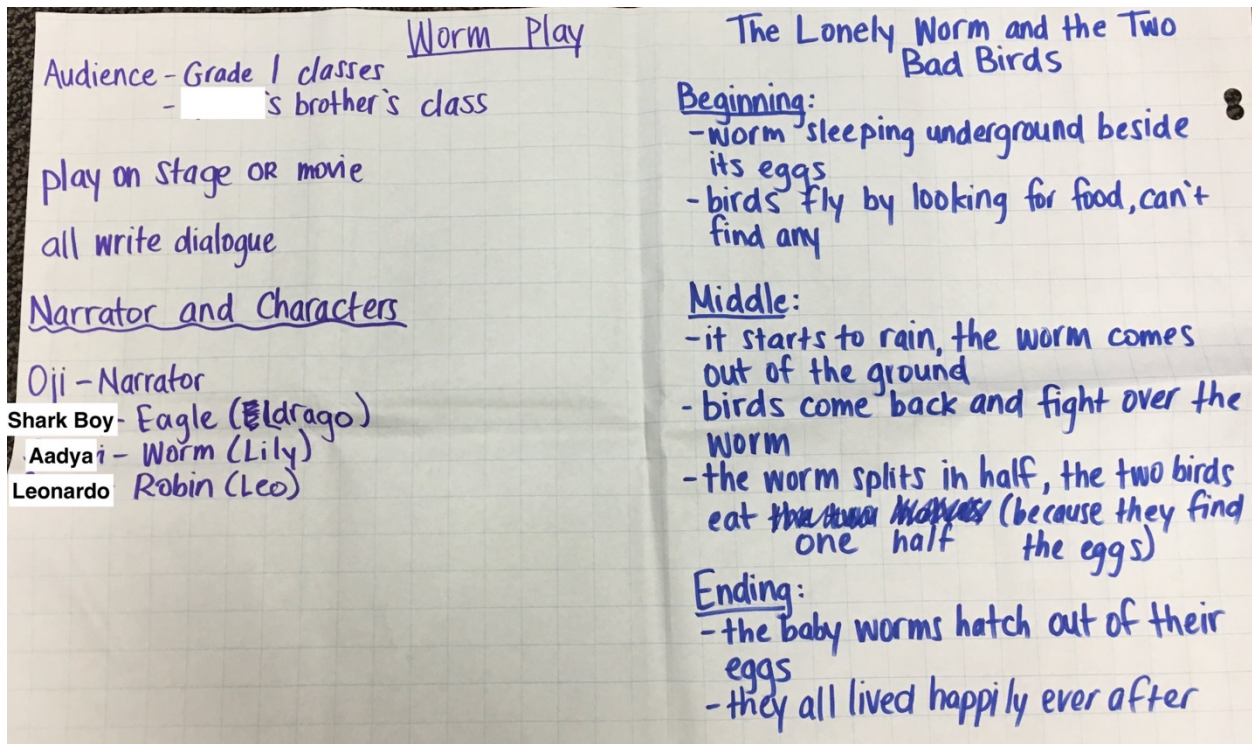 Worm Play
Audience - Grade 1 classes
- 's brother's class
play on stage OR movie
all write dialogue
Narrator and Characters
Oji - Narrator
Shark Boy - Eagle (Eldrago)
Aadya i - Worm (Lily)
Leonardo Robin (Leo)
The Lonely Worm and the Two
Bad Birds
Beginning:
- worm sleeping underground beside
its eggs
- birds fly by looking for food, can't
find any
Middle:
- it starts to rain, the worm comes
out of the ground
- birds come back and fight over the
worm
- the worm splits in half, the two birds
eat (because they find
one half the eggs)
Ending:
- the baby worms hatch out of their
eggs
- they all lived happily ever after